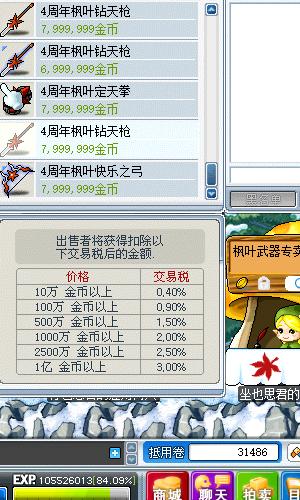 4周年枫叶钻天枪
7,999,999金币
4周年枫叶钻天枪
6,999,999金币
4周年枫叶定天拳
7,999,999金币
4周年枫叶钻天枪
7,999,999金币
4周年枫叶快乐之弓
7,999,999金币
黑名单
出售者将获得扣除以
下交易税后的金额.
价格 交易税
10万 金币以上 0,40%
100万 金币以上 0,90%
500万 金币以上 1,50%
1000万 金币以上 2,00%
2500万 金币以上 2,50%
1亿 金币以上 3,00%
枫叶武器专卖
坐也思君的
抵用卷 31486
EXP. 105526013[84.09%]
商城 聊天 拍卖